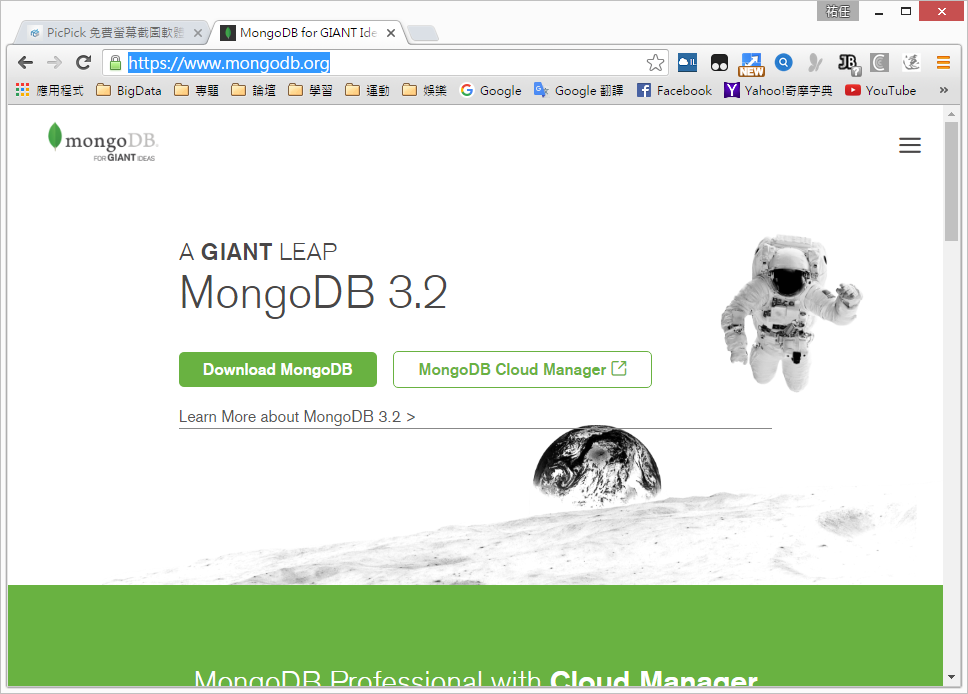 祐任
PicPick 免費螢幕截圖軟體
MongoDB for GIANT Ide
https://www.mongodb.org
IL
NEW
JB
?
C
應用程式 BigData 專題 論壇 學習 運動 娛樂 Google Google 翻譯 Facebook Yahoo!奇摩字典 YouTube »
mongoDB.
FOR GIANT IDEAS
A GIANT LEAP
MongoDB 3.2
Download MongoDB
MongoDB Cloud Manager
Learn More about MongoDB 3.2 >
MongoDB Professional with Cloud Manager